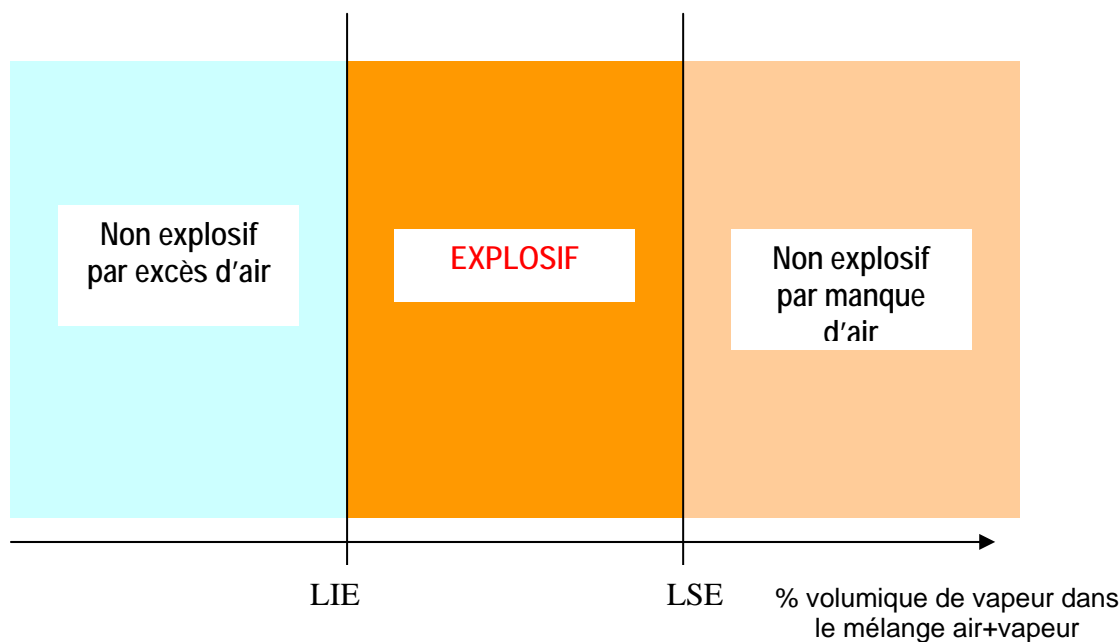 Non explosif
par excès d'air
EXPLOSIF
Non explosif
par manque
d'air
LIE
LSE
% volumique de vapeur dans
le mélange air+vapeur